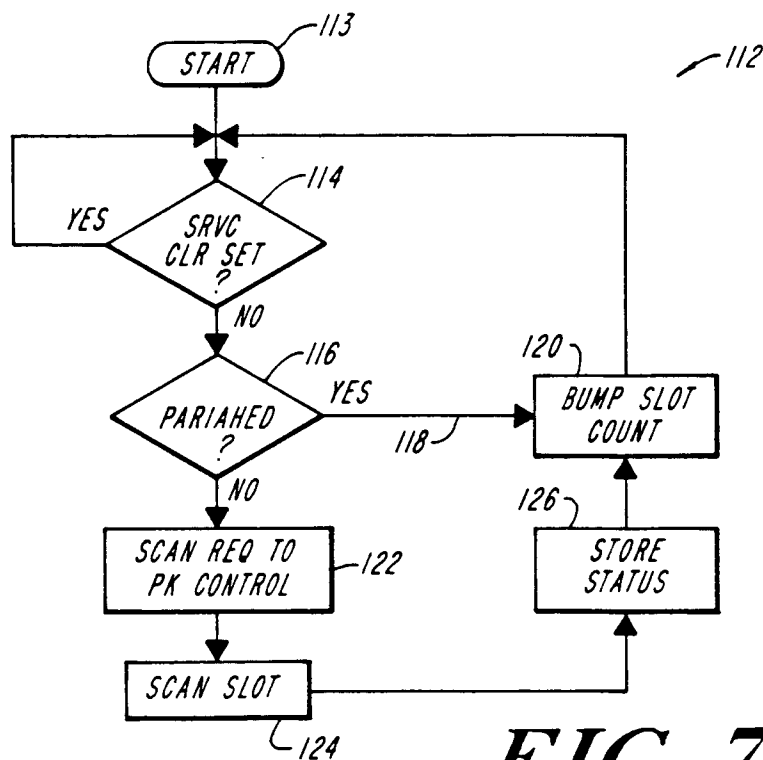 START
113
112
114
YES
SRVC
CLR SET
?
NO
116
YES
PARIAHED
?
118
120
BUMP SLOT
COUNT
NO
126
SCAN REQ TO
PK CONTROL
122
STORE
STATUS
SCAN SLOT
124
FIG. 7